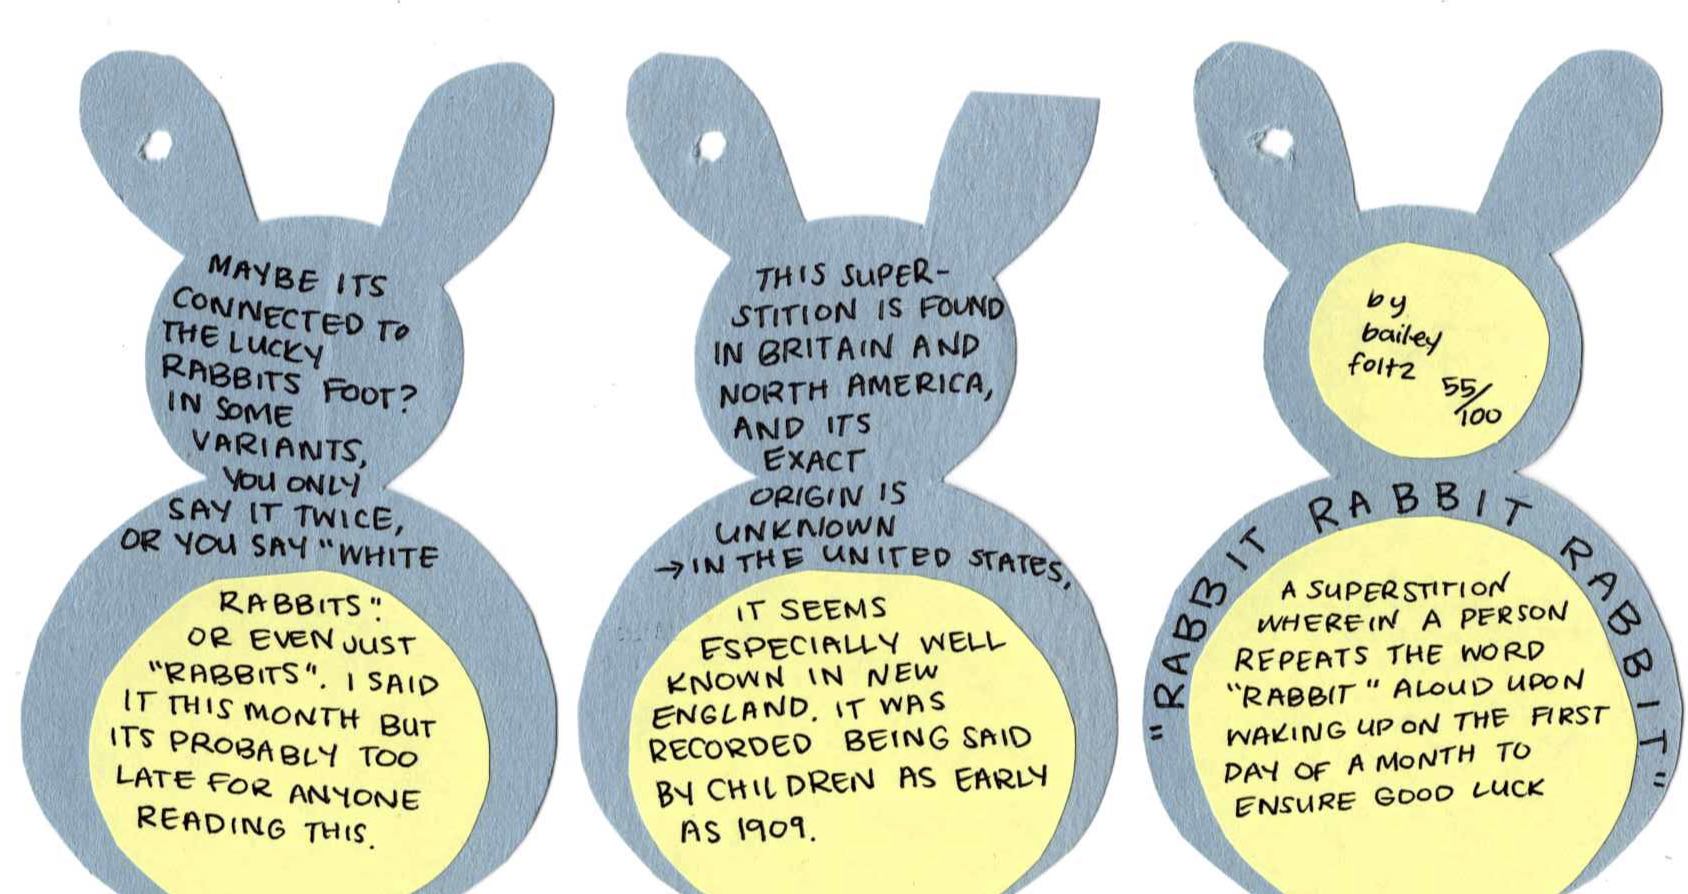 MAYBE ITS
CONNECTED TO
THE LUCKY
RABBITS FOOT?
IN SOME
VARIANTS,
YOU ONLY
SAY IT TWICE,
OR YOU SAY "WHITE
RABBITS".
OR EVEN JUST
"RABBITS". I SAID
IT THIS MONTH BUT
ITS PROBABLY TOO
LATE FOR ANYONE
READING THIS.
THIS SUPER-
STITION IS FOUND
IN BRITAIN AND
NORTH AMERICA,
AND ITS
EXACT
ORIGIN IS
UNKNOWN
→IN THE UNITED STATES,
IT SEEMS
ESPECIALLY WELL
KNOWN IN NEW
ENGLAND. IT WAS
RECORDED BEING SAID
BY CHILDREN AS EARLY
AS 1909.
by
bailey
foltz
55/100
"RABBIT RABBIT RABBIT"
A SUPERSTITION
WHEREIN A PERSON
REPEATS THE WORD
"RABBIT" ALOUD UPON
WAKING UP ON THE FIRST
DAY OF A MONTH TO
ENSURE GOOD LUCK